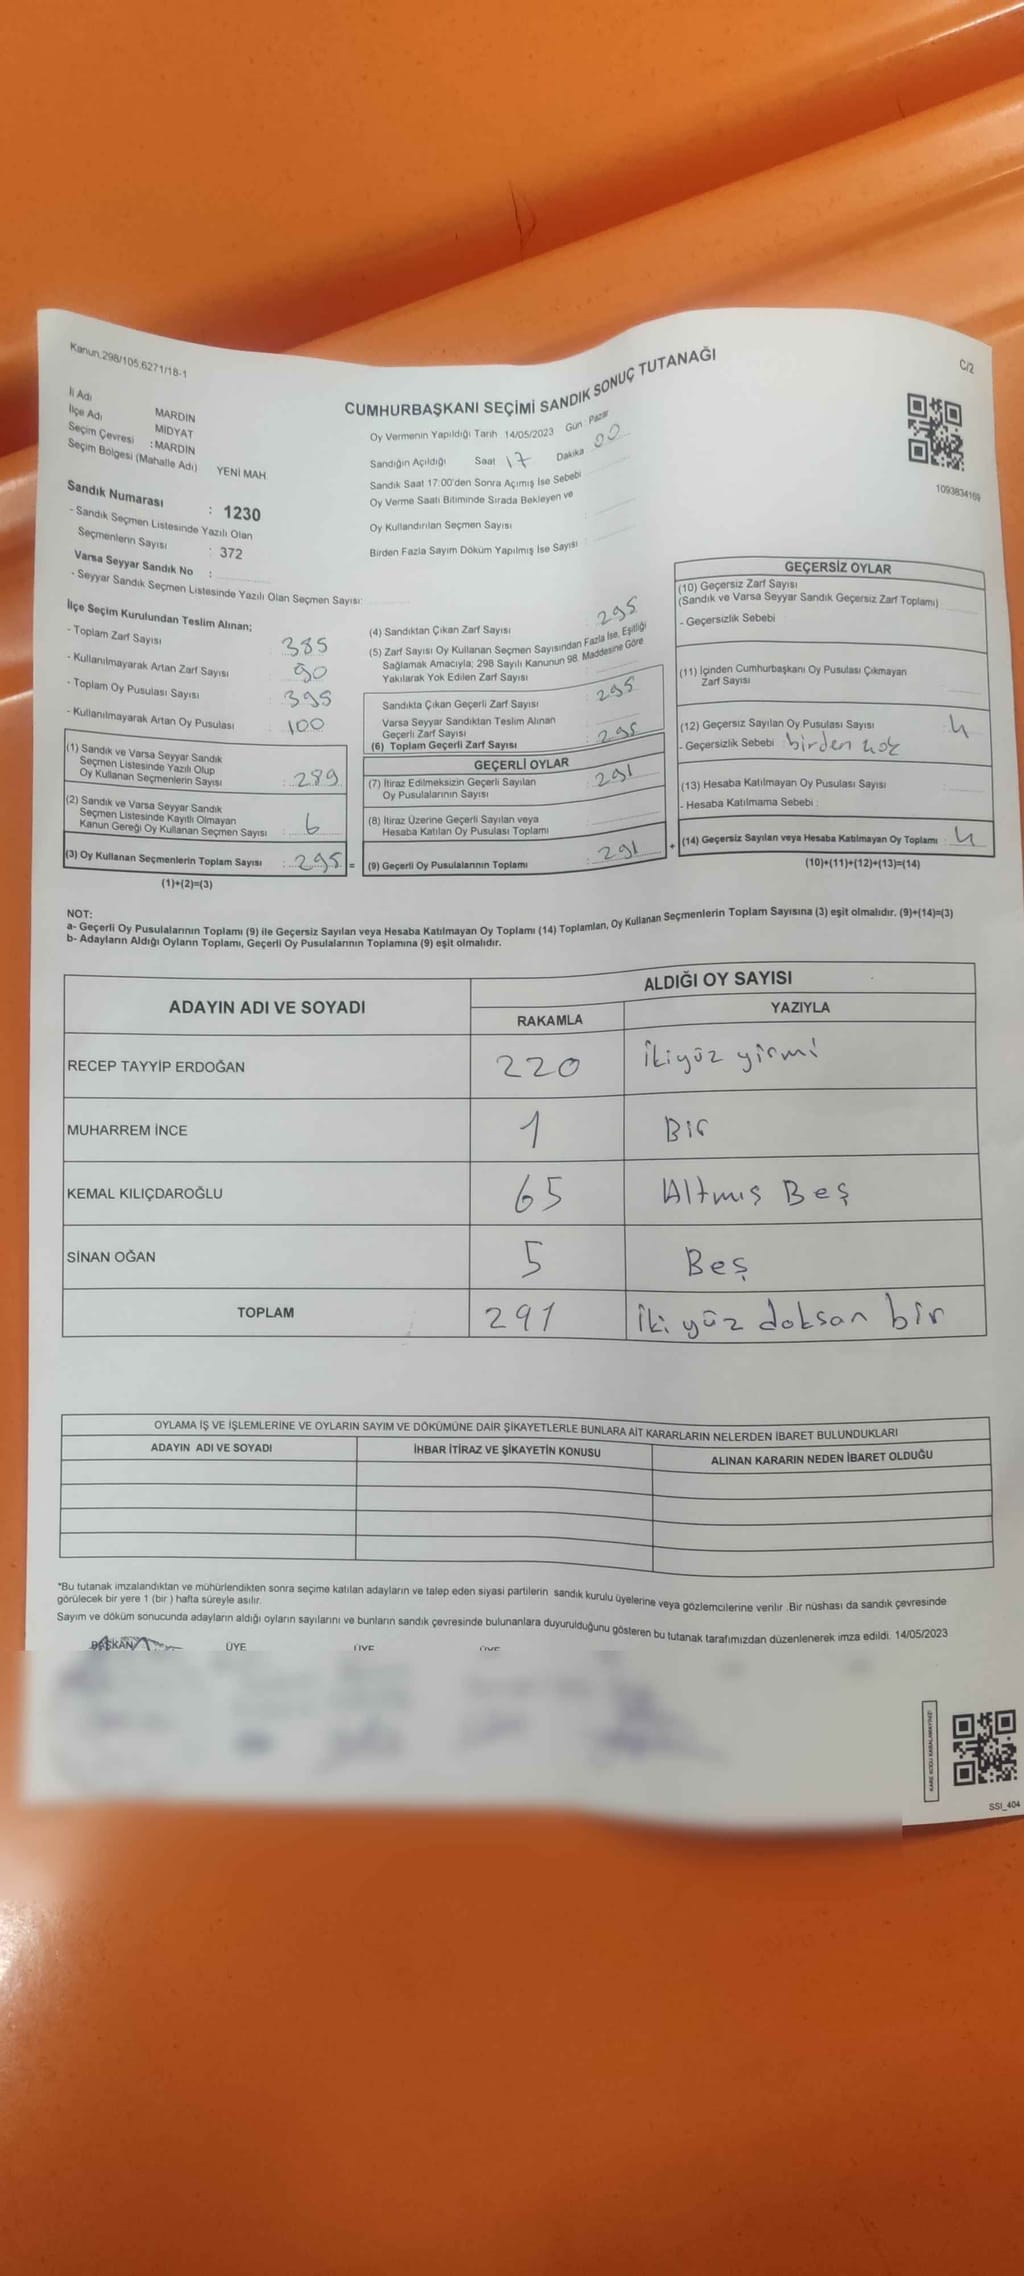 Kanun.298/105,6271/18-1
C/2
CUMHURBAŞKANI SEÇİMİ SANDIK SONUÇ TUTANAĞI
İl Adı MARDIN
İlçe Adı MIDYAT
Seçim Çevresi : MARDIN
Seçim Bölgesi (Mahalle Adı) YENİ MAH
Sandık Numarası : 1230
- Sandık Seçmen Listesinde Yazılı Olan
Seçmenlerin Sayısı : 372
Varsa Seyyar Sandık No :
- Seyyar Sandık Seçmen Listesinde Yazılı Olan Seçmen Sayısı:
Oy Vermenin Yapıldığı Tarih 14/05/2023 Gün : Pazar
Sandığın Açıldığı Saat 17 Dakika 00
Sandık Saat 17:00'den Sonra Açımış İse Sebebi
Oy Verme Saati Bitiminde Sırada Bekleyen ve
Oy Kullandırılan Seçmen Sayısı
Birden Fazla Sayım Döküm Yapılmış İse Sayısı :
1093834169
İlçe Seçim Kurulundan Teslim Alınan;
- Toplam Zarf Sayısı 385
- Kullanılmayarak Artan Zarf Sayısı 90
- Toplam Oy Pusulası Sayısı 395
- Kullanılmayarak Artan Oy Pusulası 100
(1) Sandık ve Varsa Seyyar Sandık
Seçmen Listesinde Yazılı Olup
Oy Kullanan Seçmenlerin Sayısı : 289
(2) Sandık ve Varsa Seyyar Sandık
Seçmen Listesinde Kayıtlı Olmayan
Kanun Gereği Oy Kullanan Seçmen Sayısı : 6
(3) Oy Kullanan Seçmenlerin Toplam Sayısı : 295 =
(1)+(2)=(3)
(4) Sandıktan Çıkan Zarf Sayısı 295
(5) Zarf Sayısı Oy Kullanan Seçmen Sayısından Fazla İse, Eşitliği
Sağlamak Amacıyla; 298 Sayılı Kanunun 98. Maddesine Göre
Yakılarak Yok Edilen Zarf Sayısı
Sandıkta Çıkan Geçerli Zarf Sayısı : 295
Varsa Seyyar Sandıktan Teslim Alınan
Geçerli Zarf Sayısı
(6) Toplam Geçerli Zarf Sayısı : 295
GEÇERLİ OYLAR
(7) İtiraz Edilmeksizin Geçerli Sayılan
Oy Pusulalarının Sayısı : 291
(8) İtiraz Üzerine Geçerli Sayılan veya
Hesaba Katılan Oy Pusulası Toplamı
(9) Geçerli Oy Pusulalarının Toplamı : 291 +
GEÇERSİZ OYLAR
(10) Geçersiz Zarf Sayısı
(Sandık ve Varsa Seyyar Sandık Geçersiz Zarf Toplamı)
- Geçersizlik Sebebi
(11) İçinden Cumhurbaşkanı Oy Pusulası Çıkmayan
Zarf Sayısı
(12) Geçersiz Sayılan Oy Pusulası Sayısı : 4
- Geçersizlik Sebebi : birden
(13) Hesaba Katılmayan Oy Pusulası Sayısı
- Hesaba Katılmama Sebebi :
(14) Geçersiz Sayılan veya Hesaba Katılmayan Oy Toplamı : 4
(10)+(11)+(12)+(13)=(14)
NOT:
a- Geçerli Oy Pusulalarının Toplamı (9) ile Geçersiz Sayılan veya Hesaba Katılmayan Oy Toplamı (14) Toplamları, Oy Kullanan Seçmenlerin Toplam Sayısına (3) eşit olmalıdır. (9)+(14)=(3)
b- Adayların Aldığı Oyların Toplamı, Geçerli Oy Pusulalarının Toplamına (9) eşit olmalıdır.
ADAYIN ADI VE SOYADI ALDIĞI OY SAYISI
RAKAMLA YAZIYLA
RECEP TAYYİP ERDOĞAN 220 ikiyüz yirmi
MUHARREM İNCE 1 Bir
KEMAL KILIÇDAROĞLU 65 Altmış Beş
SİNAN OĞAN 5 Beş
TOPLAM 291 iki yüz doksan bir
OYLAMA İŞ VE İŞLEMLERİNE VE OYLARIN SAYIM VE DÖKÜMÜNE DAİR ŞİKAYETLERLE BUNLARA AİT KARARLARIN NELERDEN İBARET BULUNDUKLARI
ADAYIN ADI VE SOYADI İHBAR İTİRAZ VE ŞİKAYETİN KONUSU ALINAN KARARIN NEDEN İBARET OLDUĞU
*Bu tutanak imzalandıktan ve mühürlendikten sonra seçime katılan adayların ve talep eden siyasi partilerin sandık kurulu üyelerine veya gözlemcilerine verilir .Bir nüshası da sandık çevresinde
görülecek bir yere 1 (bir ) hafta süreyle asılır.
Sayım ve döküm sonucunda adayların aldığı oyların sayılarını ve bunların sandık çevresinde bulunanlara duyurulduğunu gösteren bu tutanak tarafımızdan düzenlenerek imza edildi. 14/05/2023
BAŞKAN ÜYE ÜYE ÜYE
KARE KODU KARALAMAYINIZ!
SSI_404